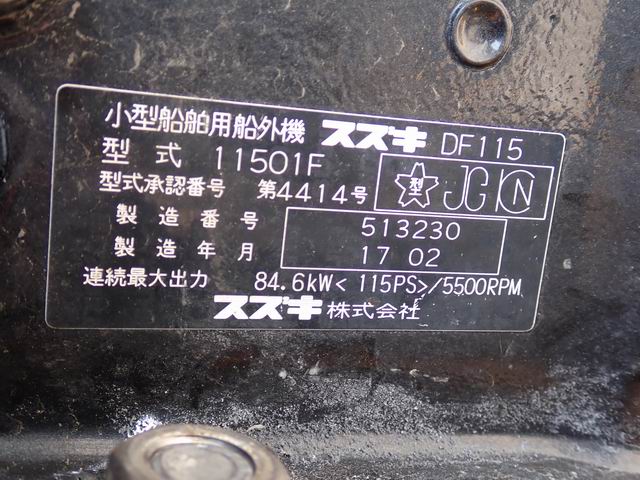 小型船舶用船外機 スズキ DF115
型式 11501F
型式承認番号 第4414号
型 JC N
製造番号 513230
製造年月 17 02
連続最大出力 84.6kW<115PS>/5500RPM
スズキ株式会社